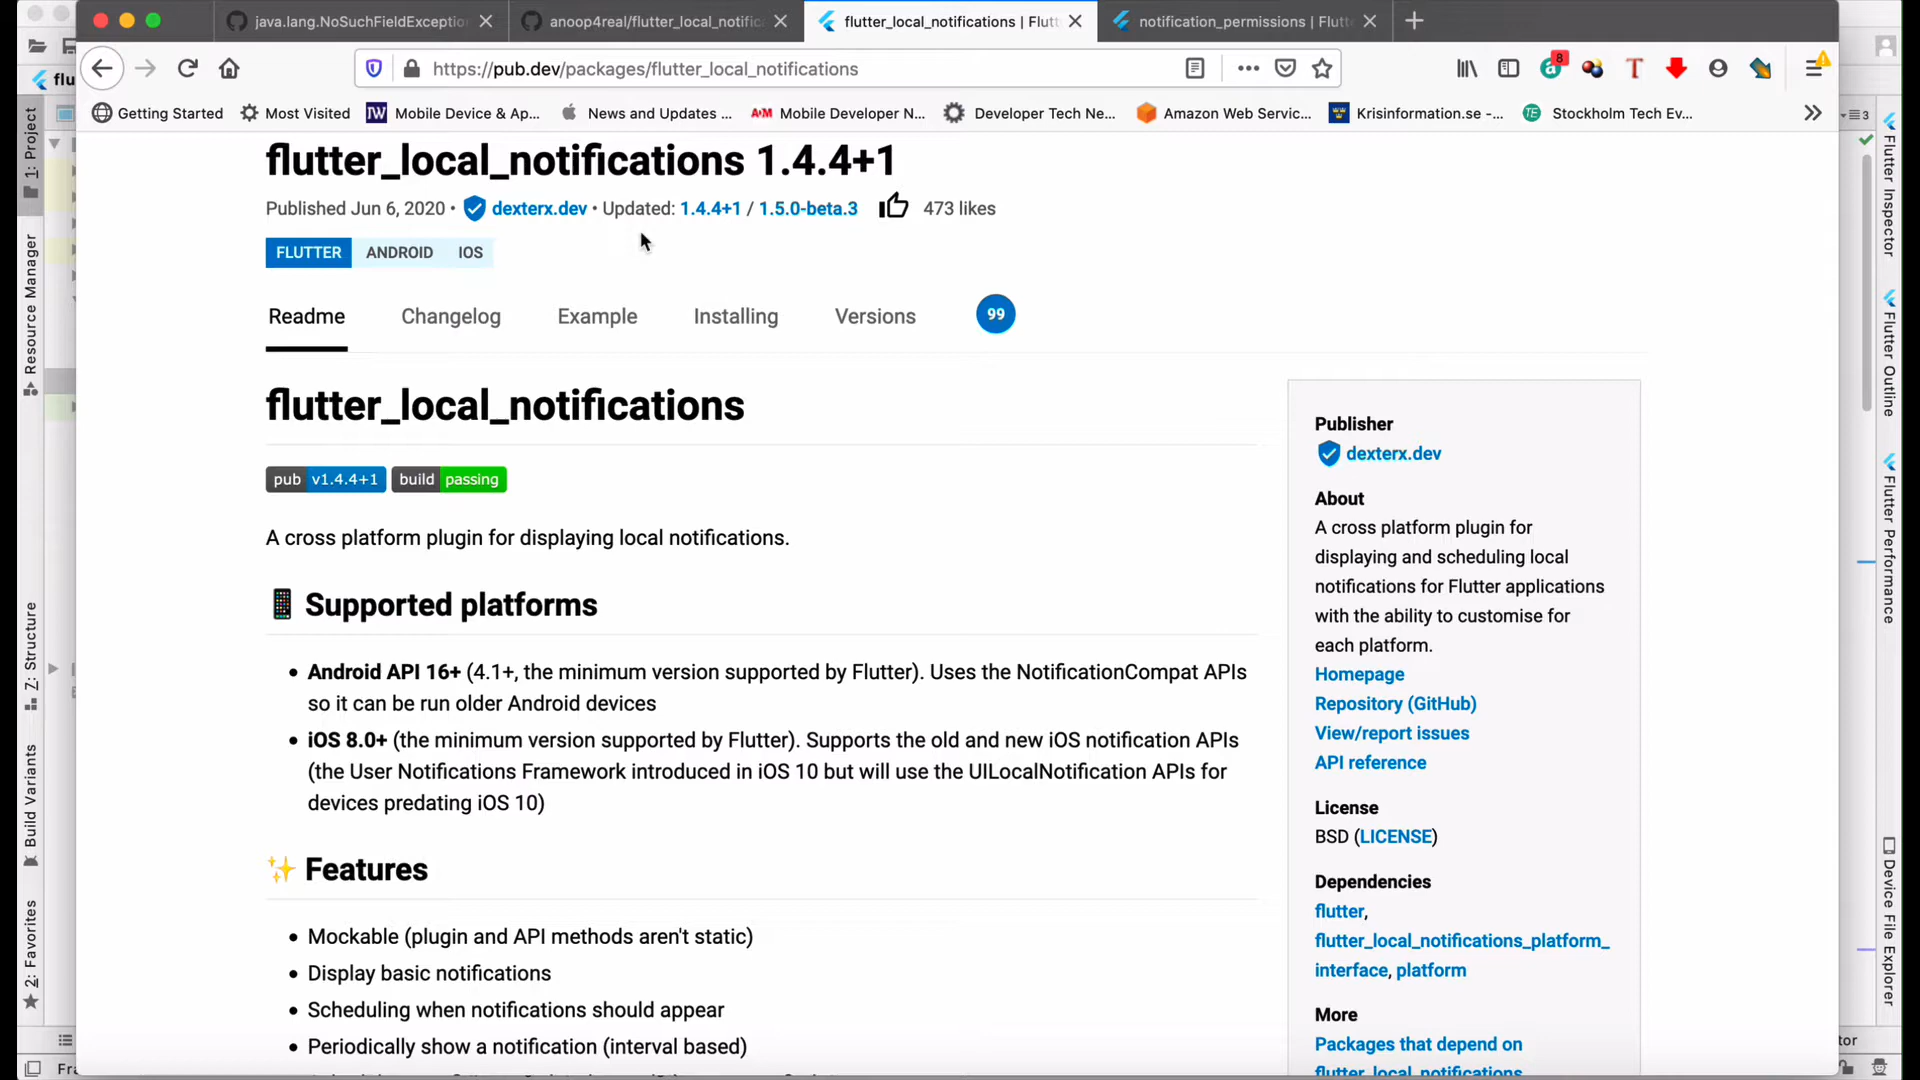 java.lang.NoSuchFieldExceptio
anoop4real/flutter_local_notific
flutter_local_notifications | Flut
notification_permissions | Flut
https://pub.dev/packages/flutter_local_notifications
8
Getting Started
Most Visited
Mobile Device & Ap...
News and Updates ...
Mobile Developer N...
Developer Tech Ne...
Amazon Web Servic...
Krisinformation.se -...
Stockholm Tech Ev...
flu
1: Project
Resource Manager
Z: Structure
Build Variants
2: Favorites
flutter_local_notifications 1.4.4+1
Published Jun 6, 2020 • dexterx.dev • Updated: 1.4.4+1 / 1.5.0-beta.3 473 likes
FLUTTER ANDROID IOS
Readme Changelog Example Installing Versions 99
flutter_local_notifications
pub v1.4.4+1 build passing
A cross platform plugin for displaying local notifications.
Supported platforms
• Android API 16+ (4.1+, the minimum version supported by Flutter). Uses the NotificationCompat APIs
so it can be run older Android devices
• iOS 8.0+ (the minimum version supported by Flutter). Supports the old and new iOS notification APIs
(the User Notifications Framework introduced in iOS 10 but will use the UILocalNotification APIs for
devices predating iOS 10)
Features
• Mockable (plugin and API methods aren't static)
• Display basic notifications
• Scheduling when notifications should appear
• Periodically show a notification (interval based)
Publisher
dexterx.dev
About
A cross platform plugin for
displaying and scheduling local
notifications for Flutter applications
with the ability to customise for
each platform.
Homepage
Repository (GitHub)
View/report issues
API reference
License
BSD (LICENSE)
Dependencies
flutter,
flutter_local_notifications_platform_
interface, platform
More
Packages that depend on
flutter_local_notifications
3
Flutter Inspector
Flutter Outline
Flutter Performance
Device File Explorer
tor
Fra